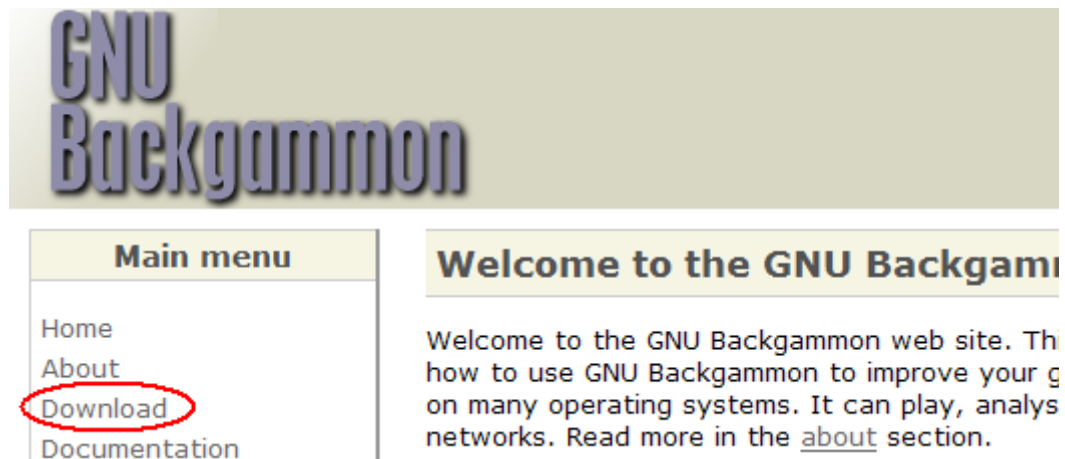 GNU
Backgammon
Main menu
Home
About
Download
Documentation
Welcome to the GNU Backgam
Welcome to the GNU Backgammon web site. Thi
how to use GNU Backgammon to improve your g
on many operating systems. It can play, analys
networks. Read more in the about section.